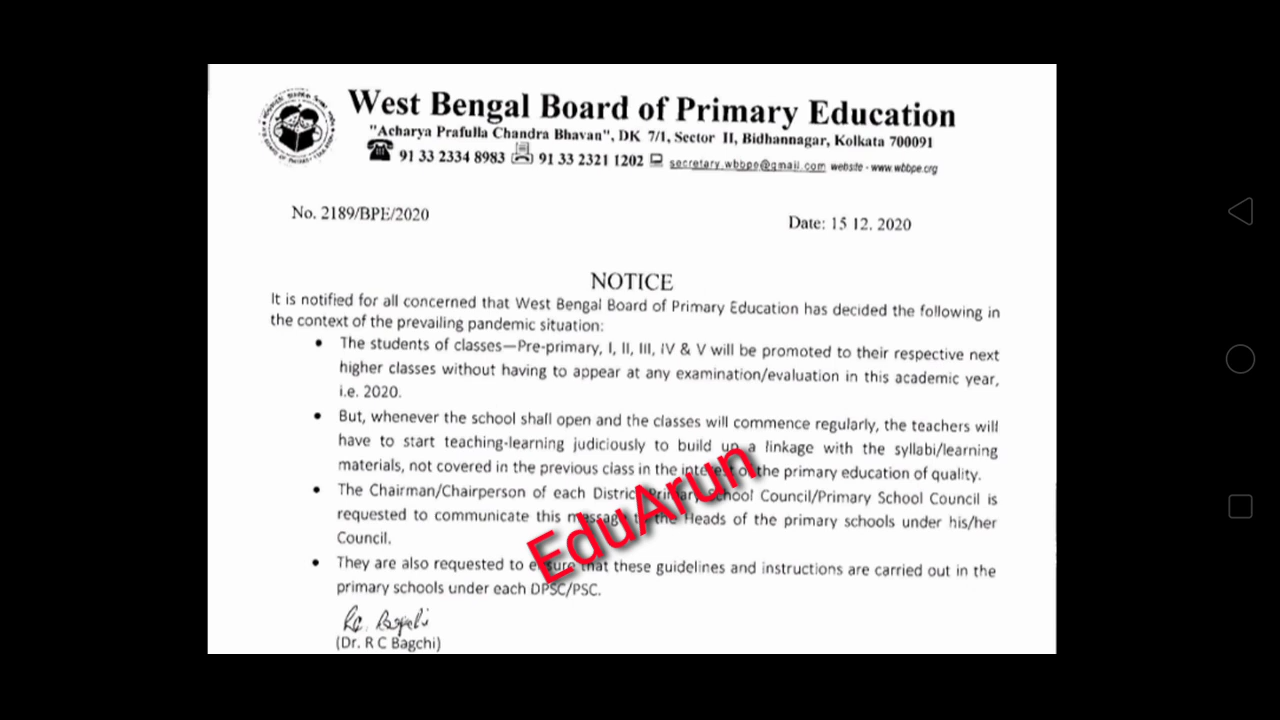 West Bengal Board of Primary Education
"Acharya Prafulla Chandra Bhavan", DK 7/1, Sector II, Bidhannagar, Kolkata 700091
91 33 2334 8983 91 33 2321 1202 secretary.wbbpe@gmail.com website - www.wbbpe.org
No. 2189/BPE/2020 Date: 15 12. 2020
NOTICE
It is notified for all concerned that West Bengal Board of Primary Education has decided the following in
the context of the prevailing pandemic situation:
• The students of classes—Pre-primary, I, II, III, IV & V will be promoted to their respective next
higher classes without having to appear at any examination/evaluation in this academic year,
i.e. 2020.
• But, whenever the school shall open and the classes will commence regularly, the teachers will
have to start teaching-learning judiciously to build up a linkage with the syllabi/learning
materials, not covered in the previous class in the interest of the primary education of quality.
• The Chairman/Chairperson of each District Primary School Council/Primary School Council is
requested to communicate this message to the Heads of the primary schools under his/her
Council.
• They are also requested to ensure that these guidelines and instructions are carried out in the
primary schools under each DPSC/PSC.
EduArun
R.C. Bagchi
(Dr. R C Bagchi)